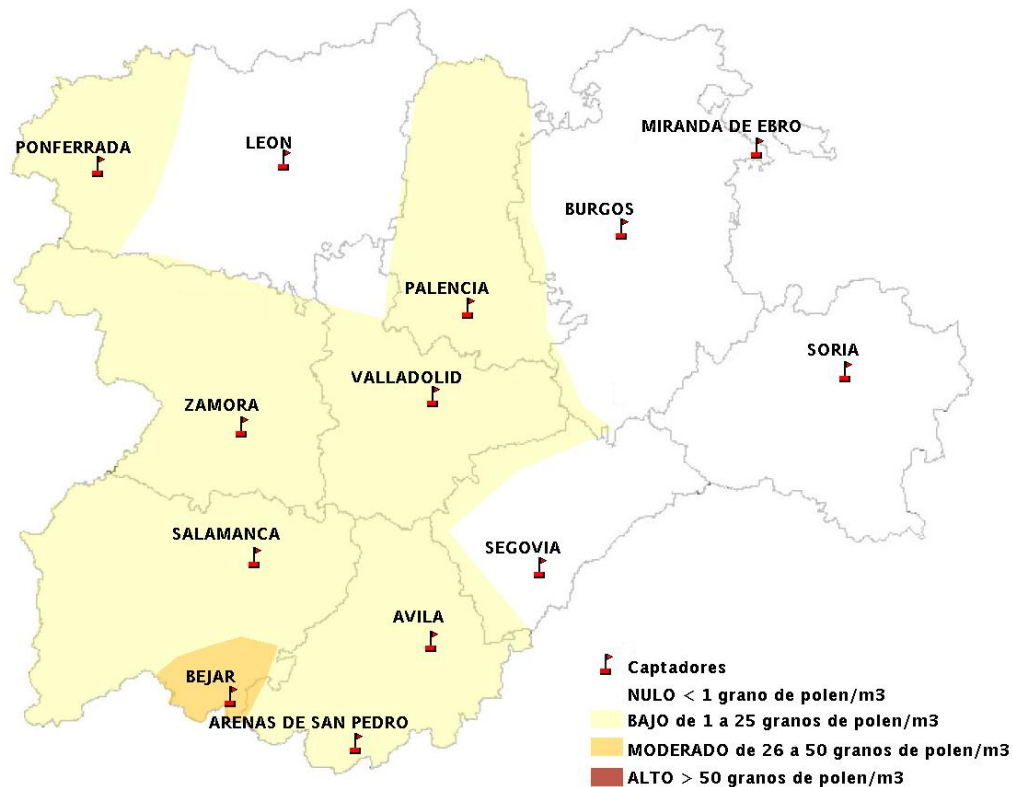 MIRANDA DE EBRO
PONFERRADA
LEON
BURGOS
PALENCIA
SORIA
VALLADOLID
ZAMORA
SALAMANCA
SEGOVIA
AVILA
BEJAR
ARENAS DE SAN PEDRO
Captadores
NULO < 1 grano de polen/m3
BAJO de 1 a 25 granos de polen/m3
MODERADO de 26 a 50 granos de polen/m3
ALTO > 50 granos de polen/m3